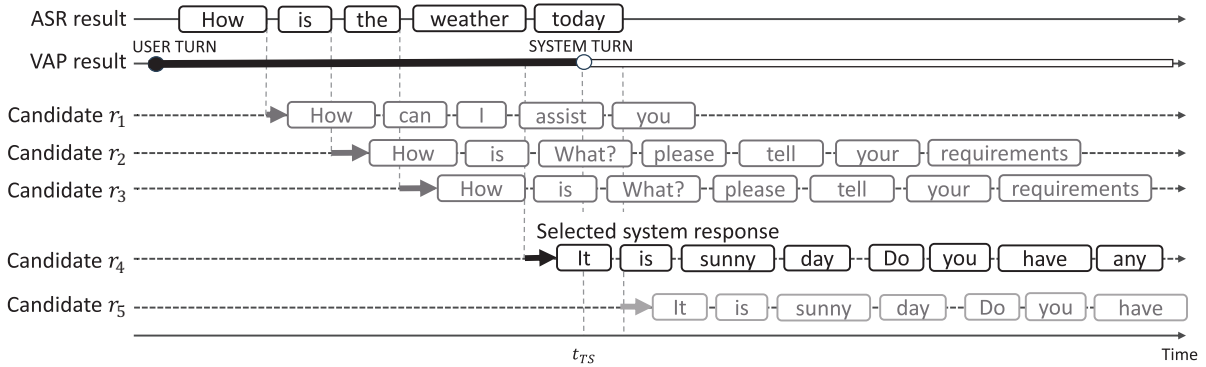 ASR result How is the weather today
USER TURN SYSTEM TURN
VAP result
Candidate r1 How can I assist you
Candidate r2 How is What? please tell your requirements
Candidate r3 How is What? please tell your requirements
Selected system response
Candidate r4 It is sunny day Do you have any
Candidate r5 It is sunny day Do you have
tTS Time